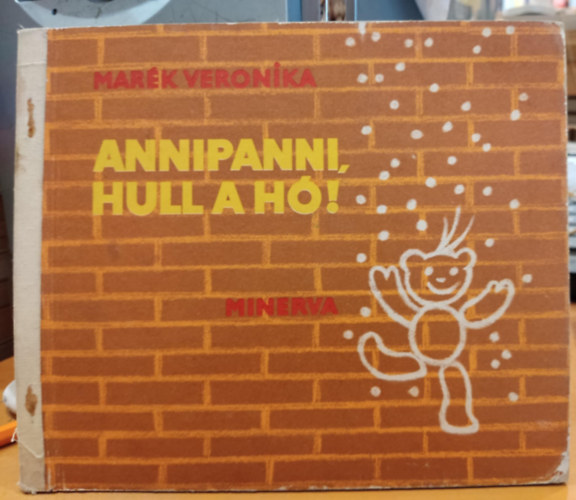 MARÉK VERONIKA
ANNIPANNI,
HULL A HÓ!
MINERVA